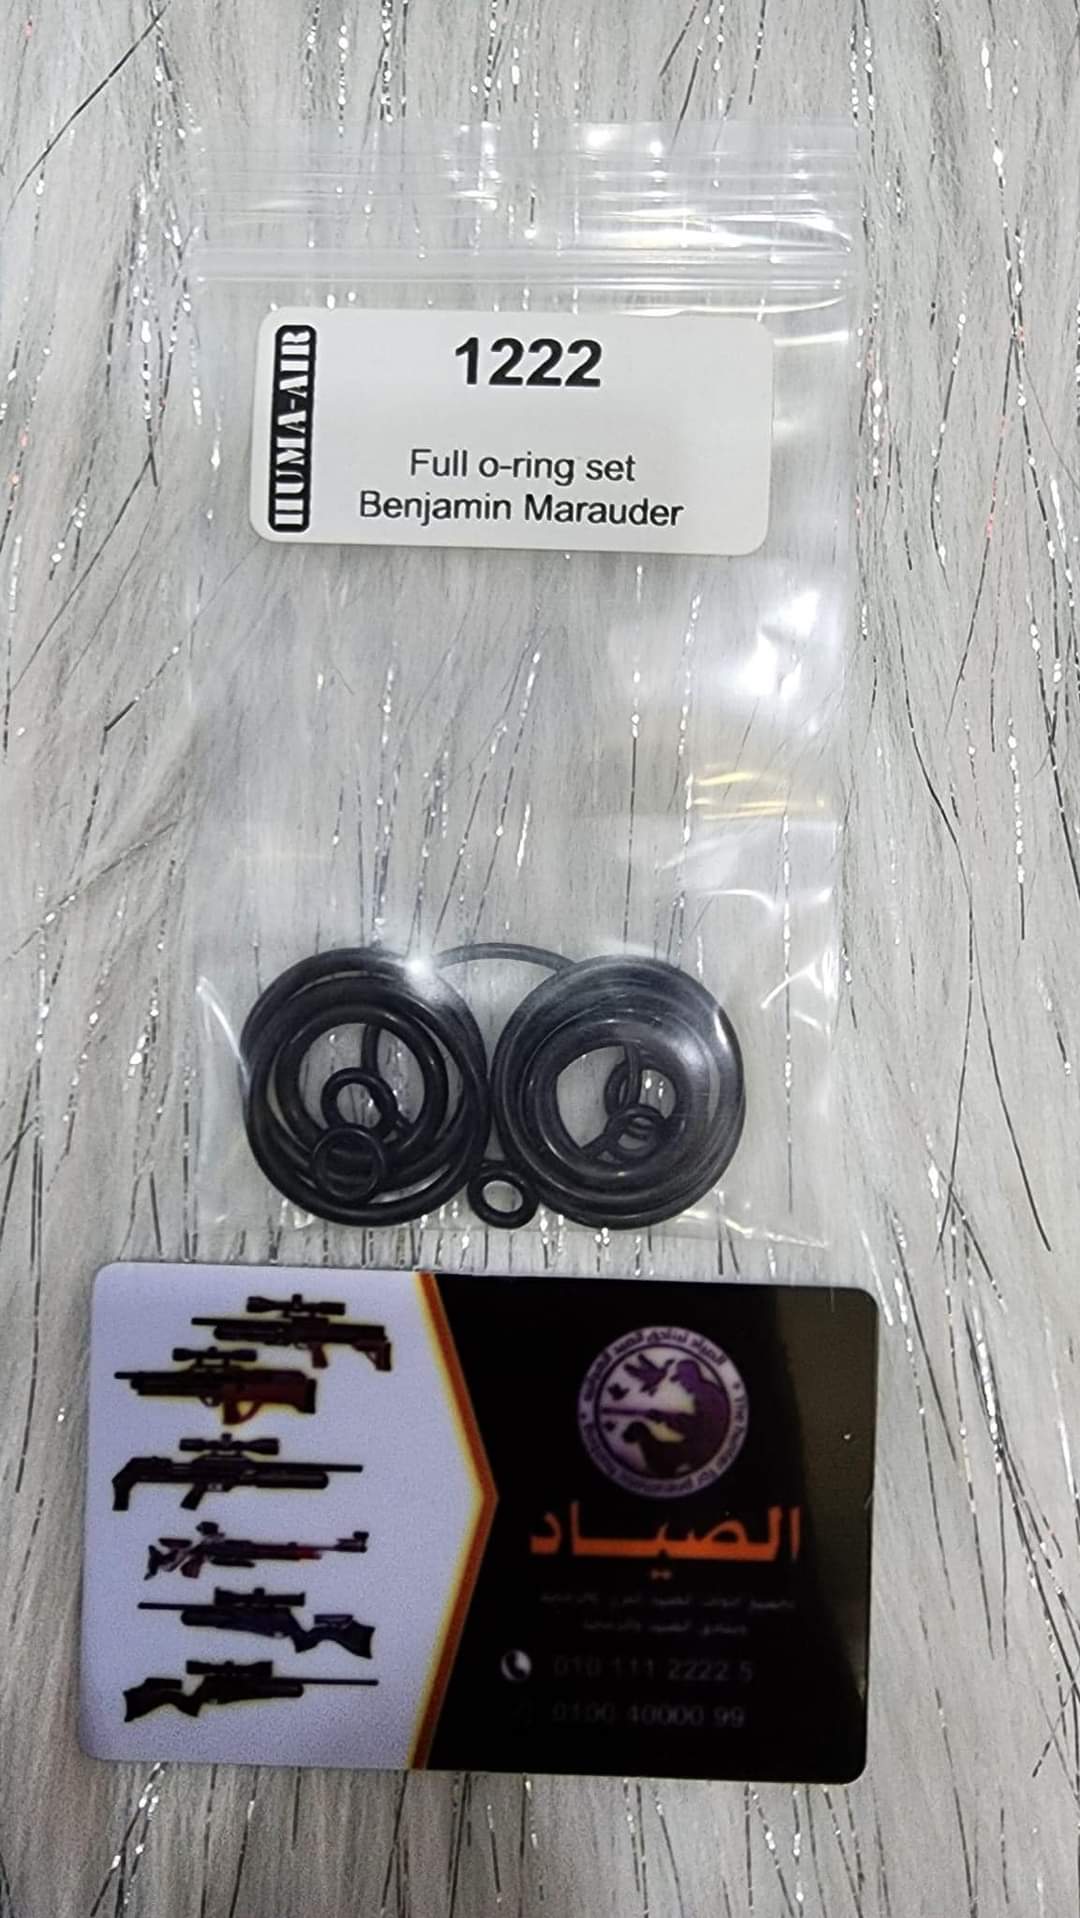 HUMA-AIR
1222
Full o-ring set
Benjamin Marauder
الصياد
010 111 2222 5
0100 40000 99